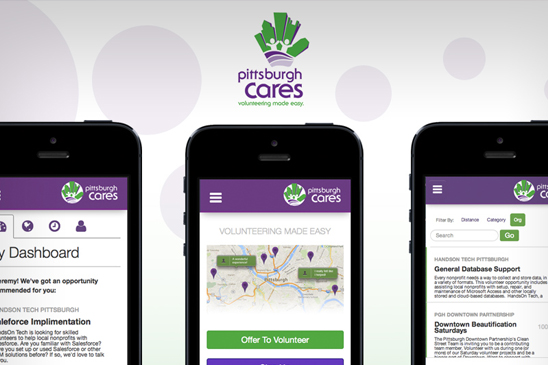 pittsburgh
cares
volunteering made easy.
pittsburgh
cares
y Dashboard
eremy! We've got an opportunity
ommended for you:
NDSON TECH PITTSBURGH
alesforce Implimentation
ndsOn Tech is looking for skilled
unteers to help local nonprofits with
esforce. Are you familiar with Salesforce?
e you set up or used Salesforce or other
M solutions before? If so, we'd love to talk
you.
pittsburgh
cares
VOLUNTEERING MADE EASY
Pittsburgh
Offer To Volunteer
pittsburgh
cares
Filter By:
Distance
Category
Org
Search
Go
HANDSON TECH PITTSBURGH
General Database Support
Every nonprofit needs a way to collect and store data, in
a variety of formats. This volunteer opportunity includes
assisting local nonprofits with setup, repair, and
maintenance of Microsoft Access and other locally
stored and cloud-based databases. HandsOn Tech, a
PGH DOWNTOWN PARTNERSHIP
Downtown Beautification
Saturdays
100
The Pittsburgh Downtown Partnership's Clean
Street Team is inviting you to be a contributing
team member. Volunteer with us during one (or
more) of our Saturday volunteer projects and be a